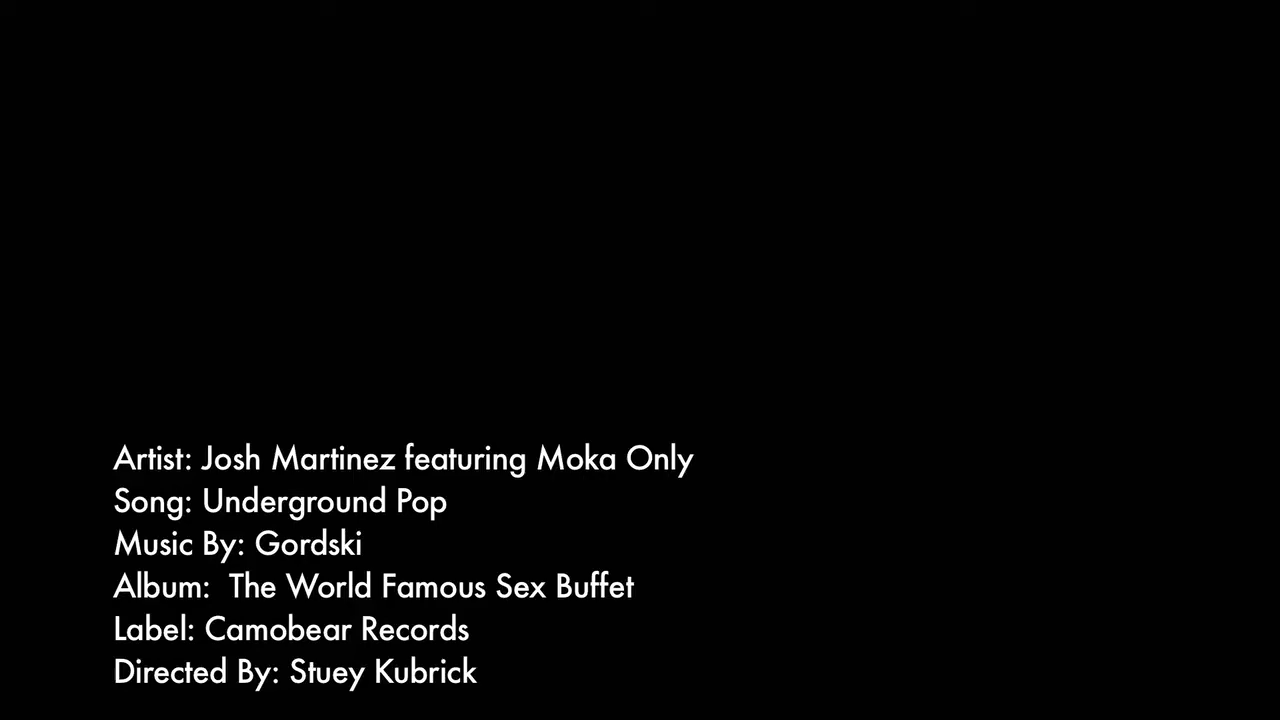 Artist: Josh Martinez featuring Moka Only
Song: Underground Pop
Music By: Gordski
Album:  The World Famous Sex Buffet
Label: Camobear Records
Directed By: Stuey Kubrick